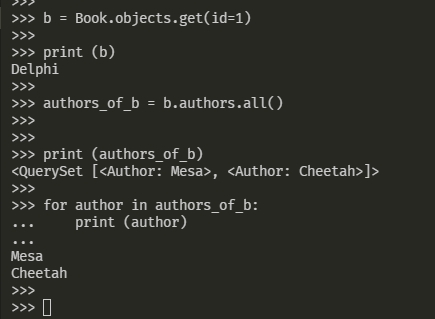 >>>
>>> b = Book.objects.get(id=1)
>>>
>>> print (b)
Delphi
>>>
>>> authors_of_b = b.authors.all()
>>>
>>>
>>> print (authors_of_b)
<QuerySet [<Author: Mesa>, <Author: Cheetah>]>
>>>
>>> for author in authors_of_b:
...     print (author)
...
Mesa
Cheetah
>>>
>>>